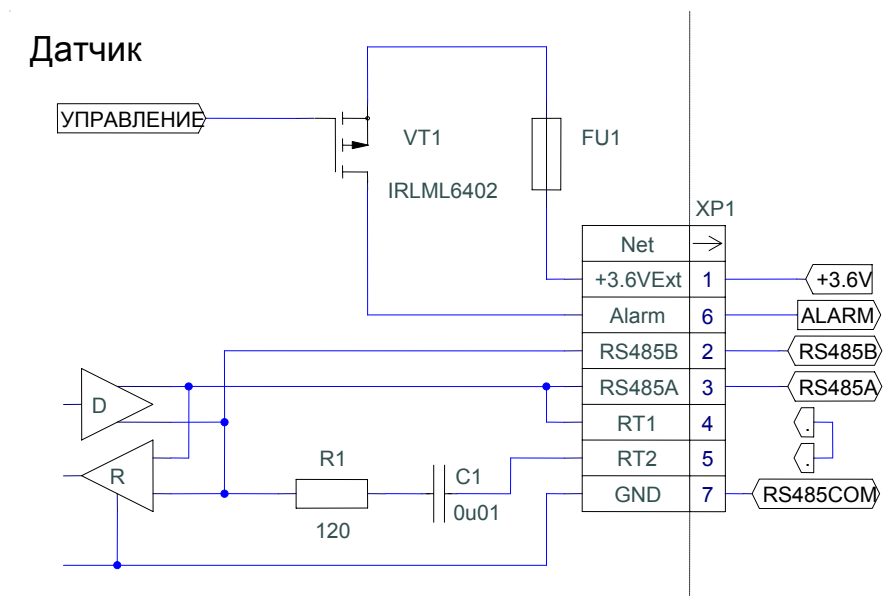 Датчик
УПРАВЛЕНИЕ
VT1
IRLML6402
FU1
XP1
Net
+3.6VExt 1 +3.6V
Alarm 6 ALARM
RS485B 2 RS485B
RS485A 3 RS485A
RT1 4 .
RT2 5 .
GND 7 RS485COM
D
R
R1
120
C1
0u01